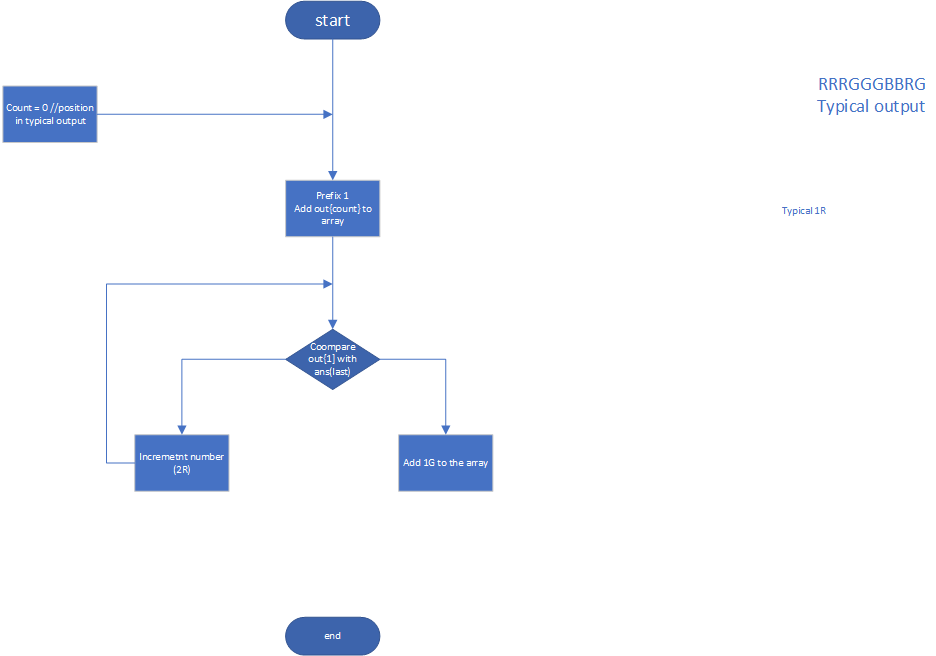 start
RRRGGGBBRG
Typical output
Count = 0 //position
in typical output
Prefix 1
Add out{count} to
array
Typical 1R
Coompare
out{1] with
ans(last)
Incremetnt number
(2R)
Add 1G to the array
end